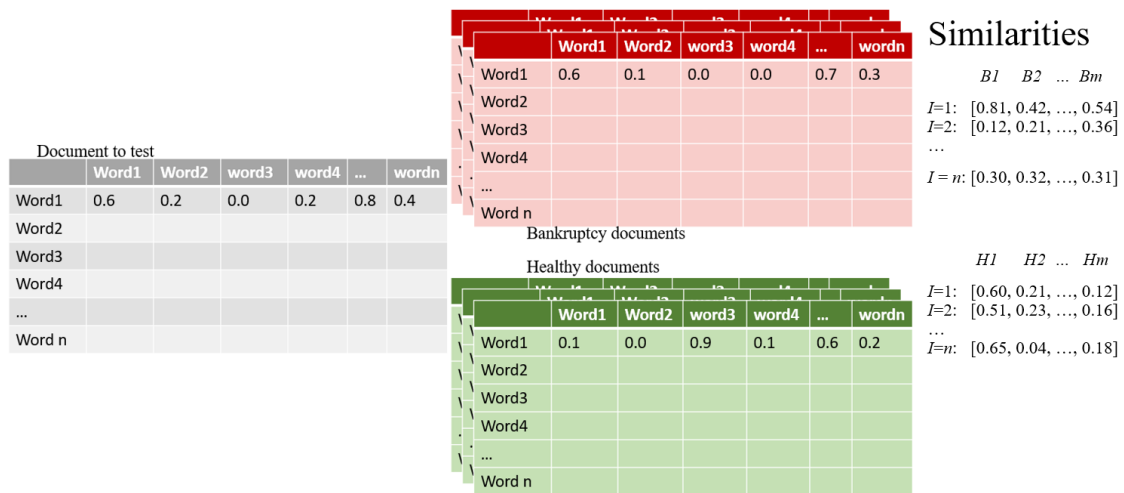 Document to test
Word1 Word2 word3 word4 ... wordn
Word1 0.6 0.2 0.0 0.2 0.8 0.4
Word2
Word3
Word4
...
Word n
Word1 Word2 word3 word4 ... wordn
Word1 0.6 0.1 0.0 0.0 0.7 0.3
Word2
Word3
Word4
...
Word n
Bankruptcy documents
Healthy documents
Word1 Word2 word3 word4 ... wordn
Word1 0.1 0.0 0.9 0.1 0.6 0.2
Word2
Word3
Word4
...
Word n
Similarities
B1 B2 ... Bm
I=1: [0.81, 0.42, …, 0.54]
I=2: [0.12, 0.21, …, 0.36]
…
I = n: [0.30, 0.32, …, 0.31]
H1 H2 ... Hm
I=1: [0.60, 0.21, …, 0.12]
I=2: [0.51, 0.23, …, 0.16]
…
I=n: [0.65, 0.04, …, 0.18]